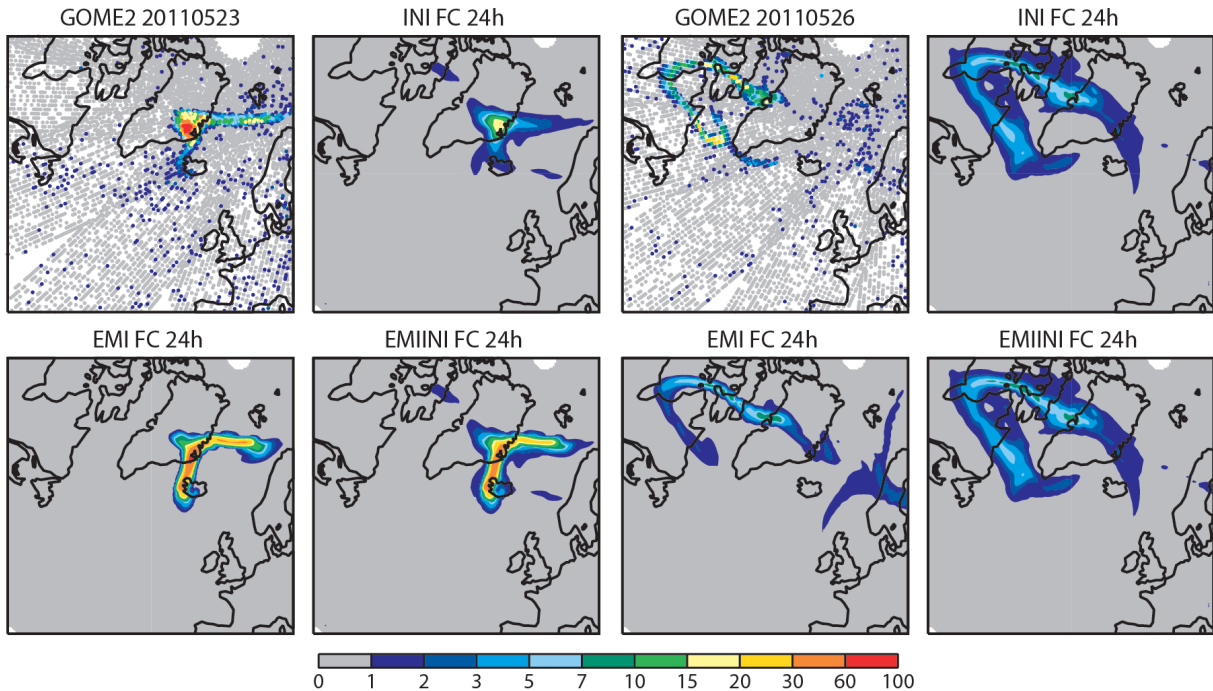 GOME2 20110523 INI FC 24h GOME2 20110526 INI FC 24h
EMI FC 24h EMIINI FC 24h EMI FC 24h EMIINI FC 24h
0 1 2 3 5 7 10 15 20 30 60 100